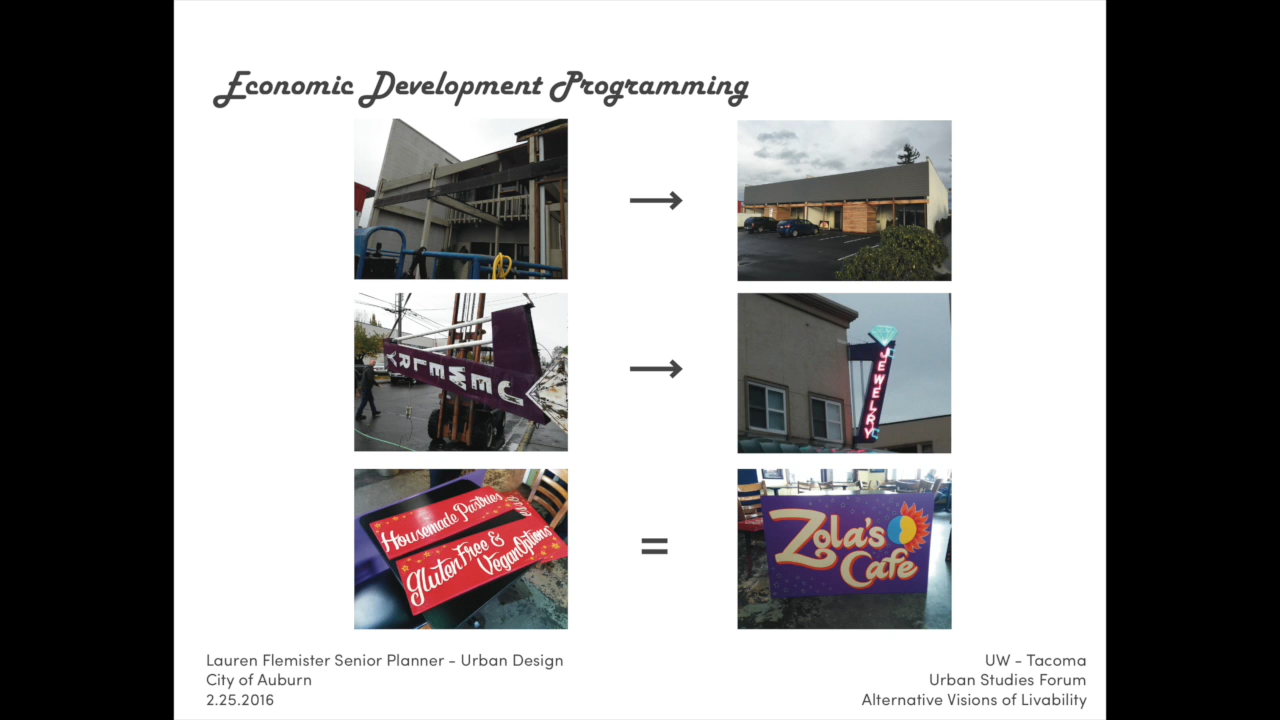 Economic Development Programming
→
JEWELRY
→
JEWELRY
Housemade Pastries
Gluten Free &
Vegan Options
=
Zola's
Cafe
Lauren Flemister Senior Planner - Urban Design
City of Auburn
2.25.2016
UW - Tacoma
Urban Studies Forum
Alternative Visions of Livability